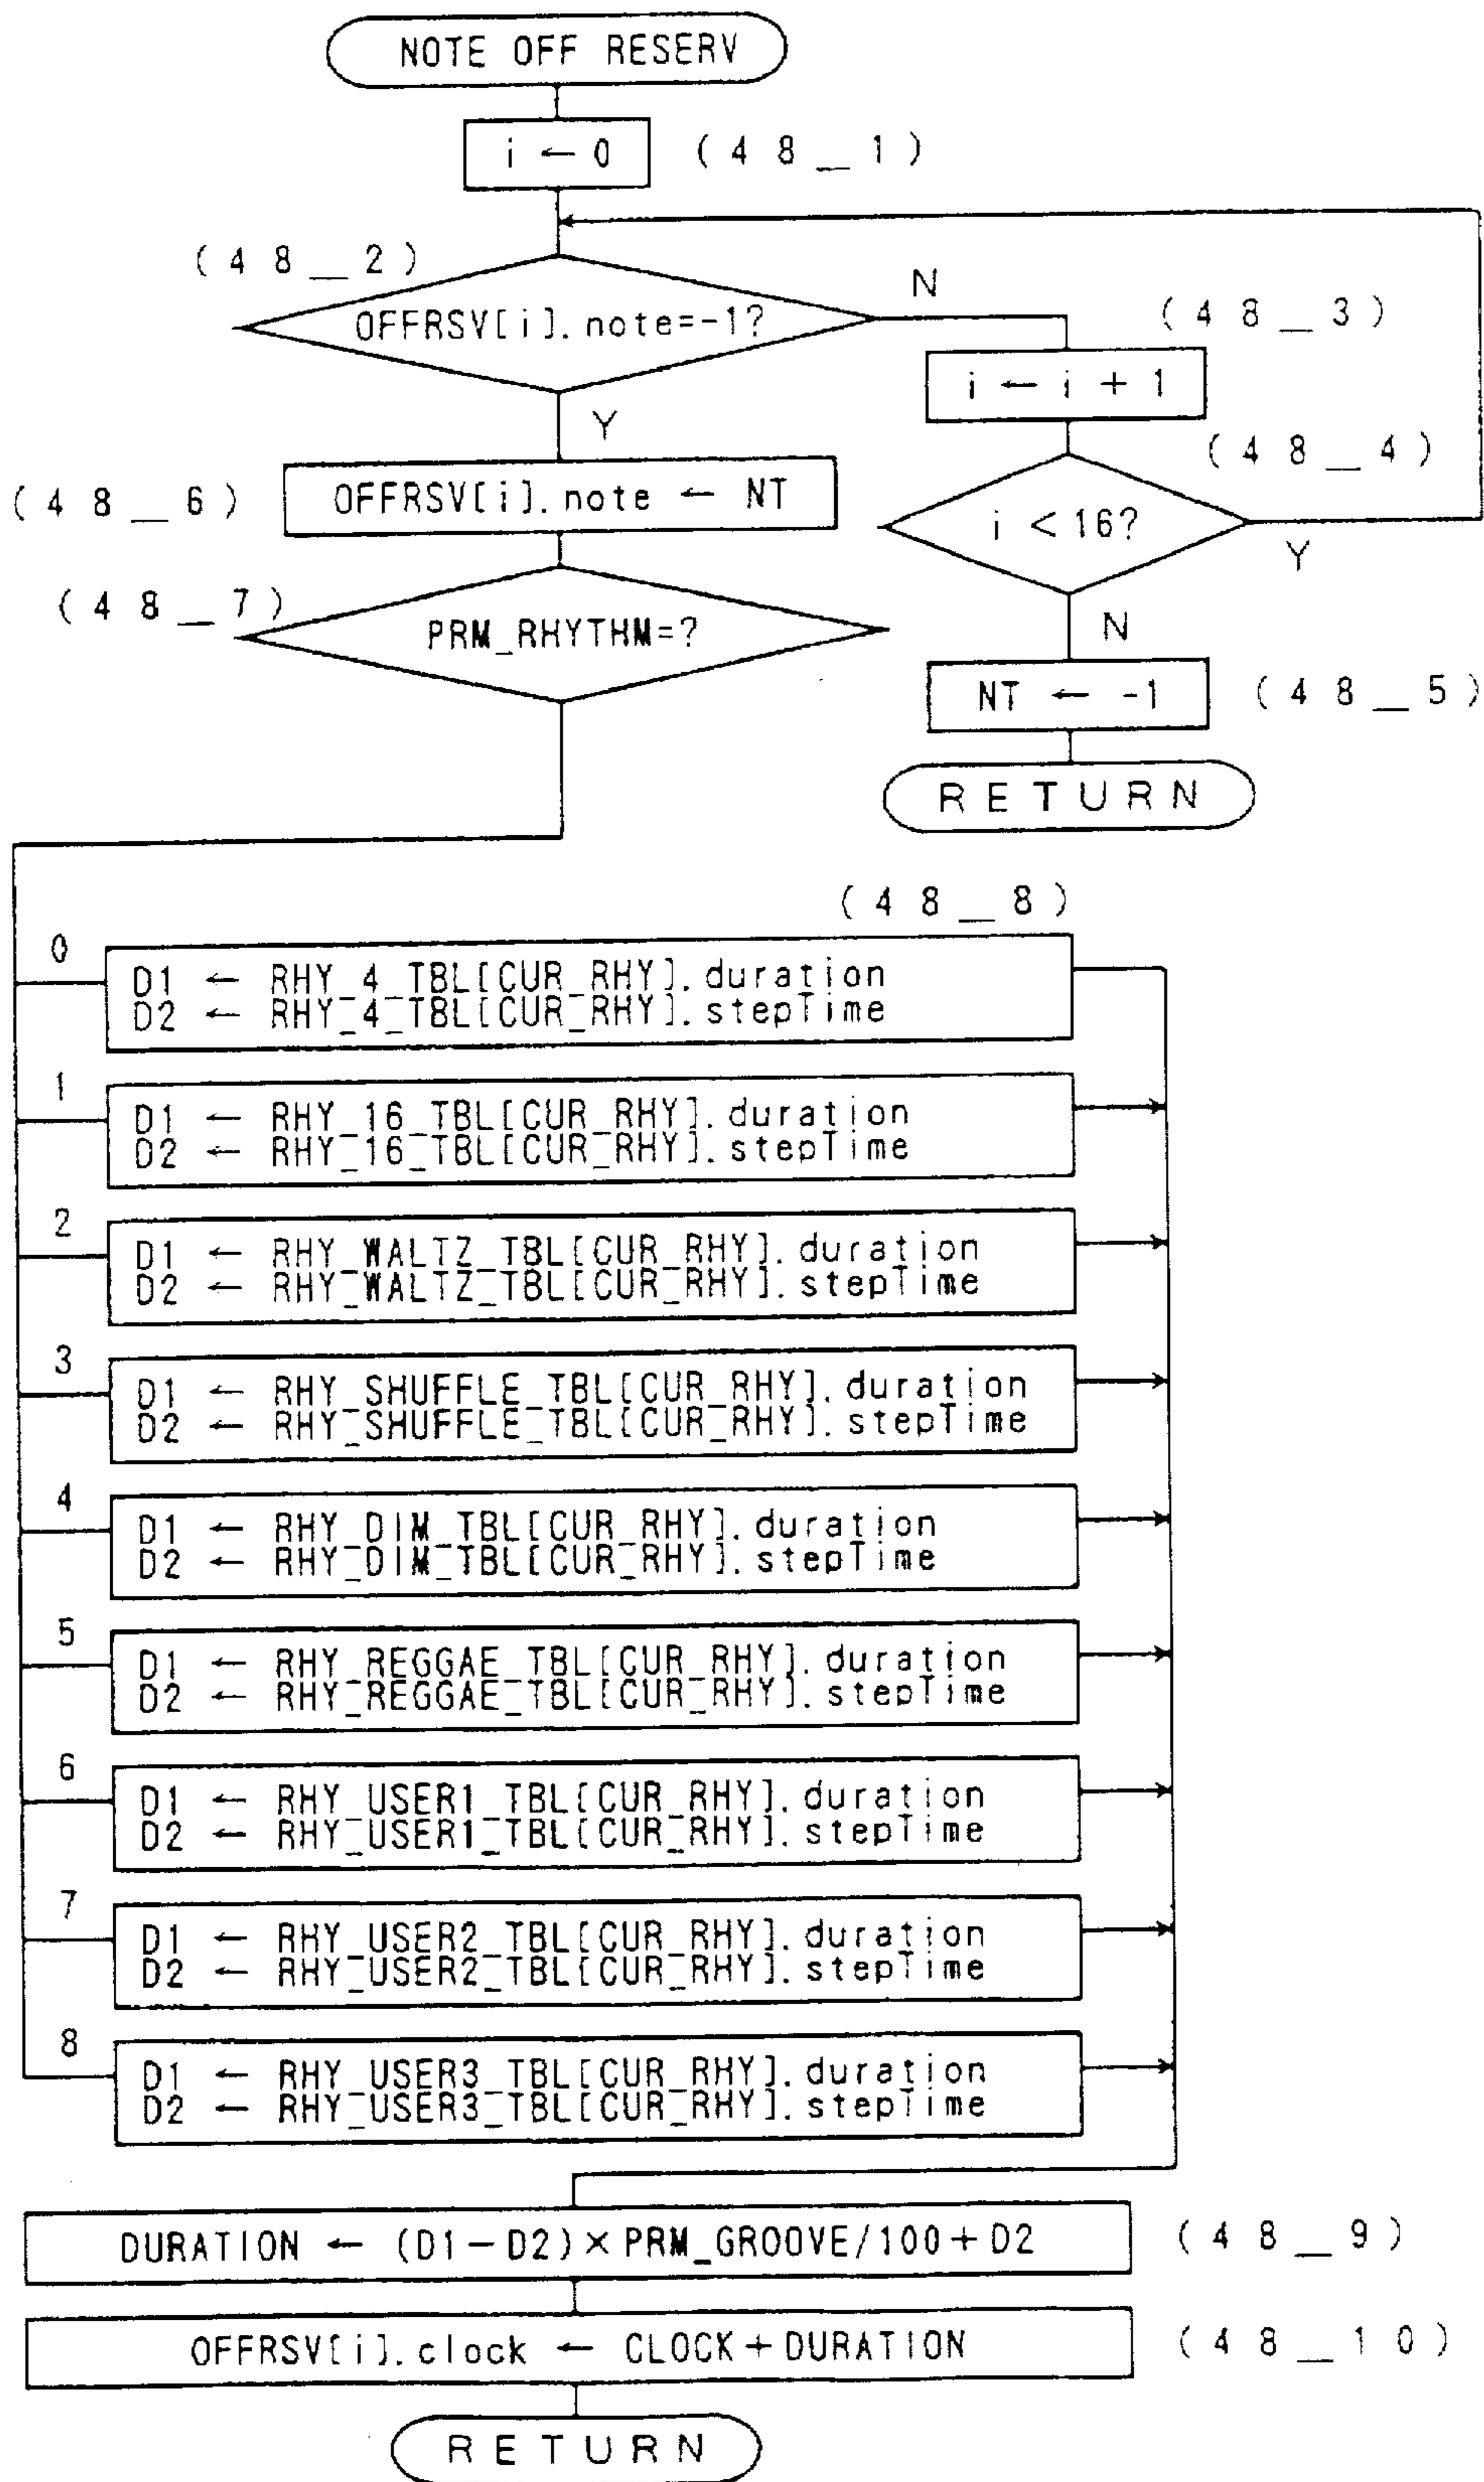 NOTE OFF RESERV
i ← 0 (48_1)
(48_2)
OFFRSV[i].note=-1?
N
(48_3)
i ← i + 1
Y
(48_4)
(48_6) OFFRSV[i].note ← NT
i < 16?
Y
(48_7)
PRM_RHYTHM=?
N
NT ← -1 (48_5)
RETURN
(48_8)
0
D1 ← RHY_4_TBL[CUR_RHY].duration
D2 ← RHY_4_TBL[CUR_RHY].stepTime
1
D1 ← RHY_16_TBL[CUR_RHY].duration
D2 ← RHY_16_TBL[CUR_RHY].stepTime
2
D1 ← RHY_WALTZ_TBL[CUR_RHY].duration
D2 ← RHY_WALTZ_TBL[CUR_RHY].stepTime
3
D1 ← RHY_SHUFFLE_TBL[CUR_RHY].duration
D2 ← RHY_SHUFFLE_TBL[CUR_RHY].stepTime
4
D1 ← RHY_DIM_TBL[CUR_RHY].duration
D2 ← RHY_DIM_TBL[CUR_RHY].stepTime
5
D1 ← RHY_REGGAE_TBL[CUR_RHY].duration
D2 ← RHY_REGGAE_TBL[CUR_RHY].stepTime
6
D1 ← RHY_USER1_TBL[CUR_RHY].duration
D2 ← RHY_USER1_TBL[CUR_RHY].stepTime
7
D1 ← RHY_USER2_TBL[CUR_RHY].duration
D2 ← RHY_USER2_TBL[CUR_RHY].stepTime
8
D1 ← RHY_USER3_TBL[CUR_RHY].duration
D2 ← RHY_USER3_TBL[CUR_RHY].stepTime
DURATION ← (D1-D2)×PRM_GROOVE/100+D2 (48_9)
OFFRSV[i].clock ← CLOCK+DURATION (48_10)
RETURN